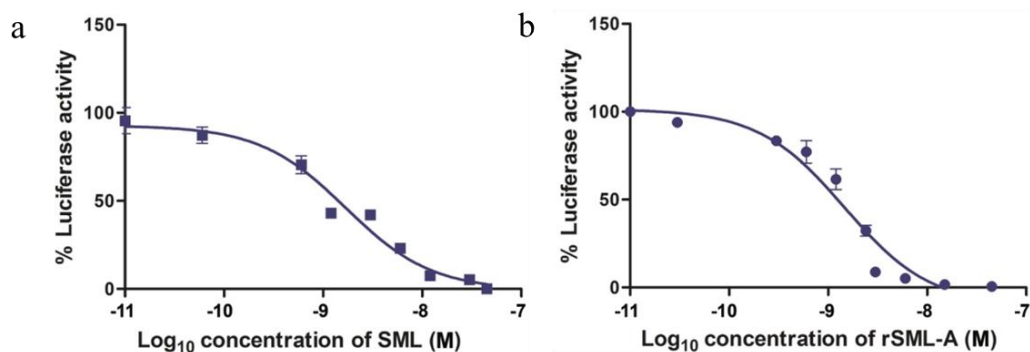 a
150
100
50
0
% Luciferase activity
-11 -10 -9 -8 -7
Log10 concentration of SML (M)
b
150
100
50
0
% Luciferase activity
-11 -10 -9 -8 -7
Log10 concentration of rSML-A (M)